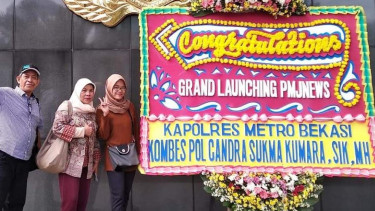 Congratulations
GRAND LAUNCHING PMJNEWS
KAPOLRES METRO BEKASI
KOMBES POL CANDRA SUKMA KUMARA, SIK, MH